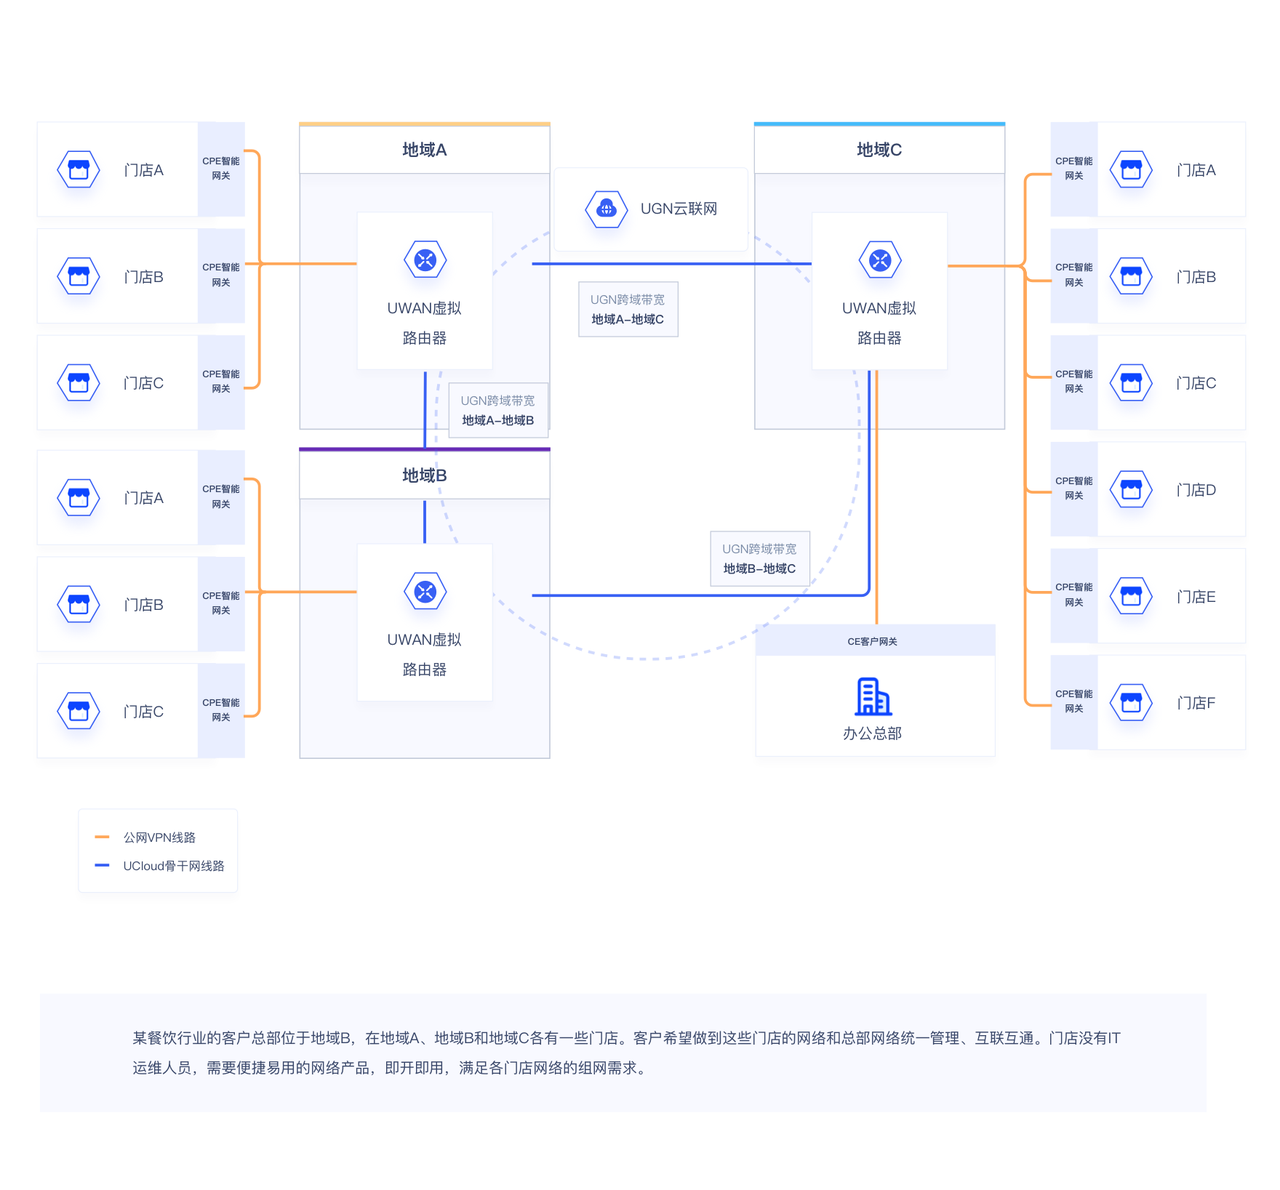 地域A
地域C
CPE智能
网关
门店A
UGN云联网
CPE智能
网关
门店A
CPE智能
网关
门店B
UWAN虚拟
路由器
UGN跨域带宽
地域A-地域C
UWAN虚拟
路由器
CPE智能
网关
门店B
CPE智能
网关
门店C
UGN跨域带宽
地域A-地域B
CPE智能
网关
门店C
地域B
CPE智能
网关
门店A
CPE智能
网关
门店D
CPE智能
网关
门店B
UWAN虚拟
路由器
UGN跨域带宽
地域B-地域C
CPE智能
网关
门店E
CE客户网关
办公总部
CPE智能
网关
门店C
CPE智能
网关
门店F
公网VPN线路
UCloud骨干网线路
某餐饮行业的客户总部位于地域B，在地域A、地域B和地域C各有一些门店。客户希望做到这些门店的网络和总部网络统一管理、互联互通。门店没有IT
运维人员，需要便捷易用的网络产品，即开即用，满足各门店网络的组网需求。